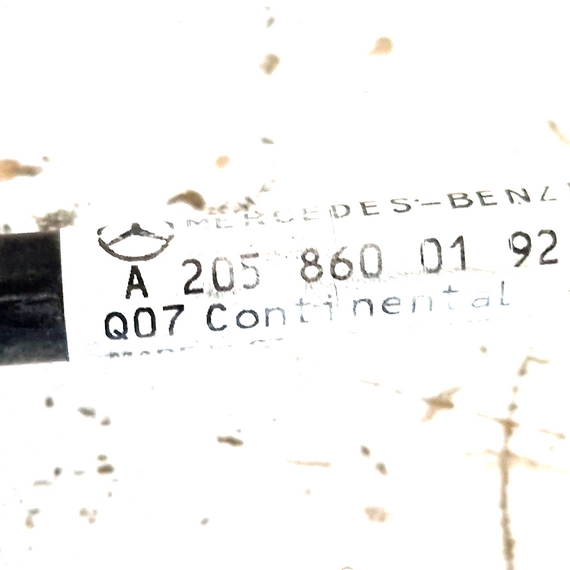 MERCEDES-BENZ
A 205 860 01 92
Q07 Continental